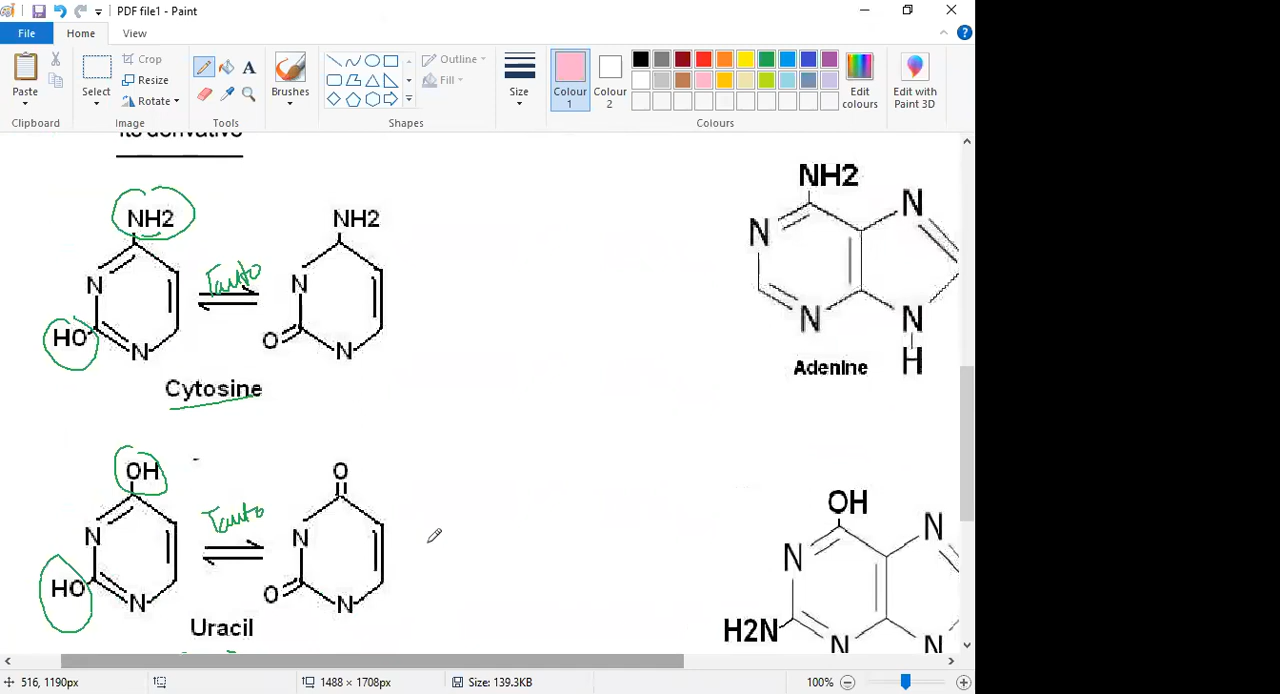 PDF file1 - Paint
File
Home
View
Paste
Clipboard
Select
Crop
Resize
Rotate
Image
Tools
Brushes
Shapes
Outline
Fill
Size
Colour
1
Colour
2
Colours
Edit
colours
Edit with
Paint 3D
its derivative
NH2
N
HO
N
Tauto
NH2
N
O
N
Cytosine
NH2
N
N
N
N
H
Adenine
OH
N
HO
N
Tauto
O
N
O
N
Uracil
OH
N
N
H2N
N
N
516, 1190px
1488 × 1708px
Size: 139.3KB
100%